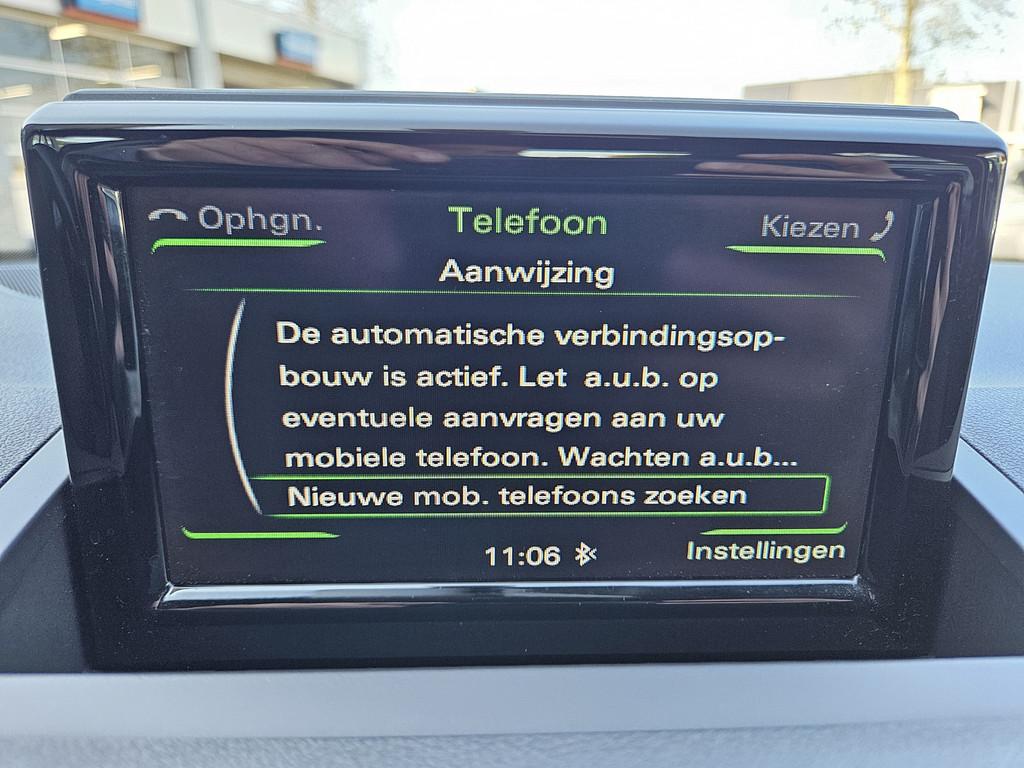 Ophgn.
Telefoon
Kiezen
Aanwijzing
De automatische verbindingsop-
bouw is actief. Let a.u.b. op
eventuele aanvragen aan uw
mobiele telefoon. Wachten a.u.b...
Nieuwe mob. telefoons zoeken
11:06
Instellingen